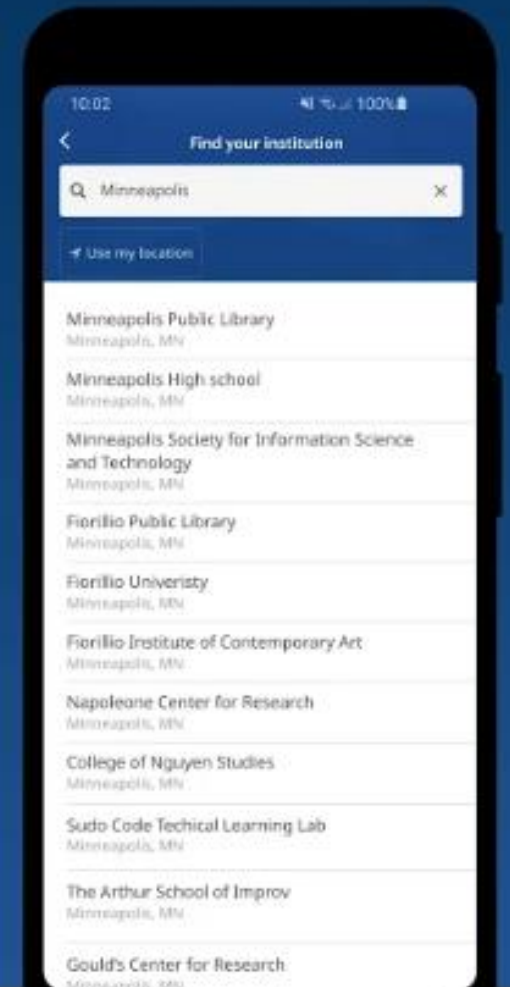 10:02
100%
Find your institution
Minneapolis
Use my location
Minneapolis Public Library
Minneapolis, MN
Minneapolis High school
Minneapolis, MN
Minneapolis Society for Information Science
and Technology
Minneapolis, MN
Fiorillio Public Library
Minneapolis, MN
Fiorillio Univeristy
Minneapolis, MN
Fiorillio Institute of Contemporary Art
Minneapolis, MN
Napoleone Center for Research
Minneapolis, MN
College of Nguyen Studies
Minneapolis, MN
Sudo Code Techical Learning Lab
Minneapolis, MN
The Arthur School of Improv
Minneapolis, MN
Gould's Center for Research
Minneapolis, MN